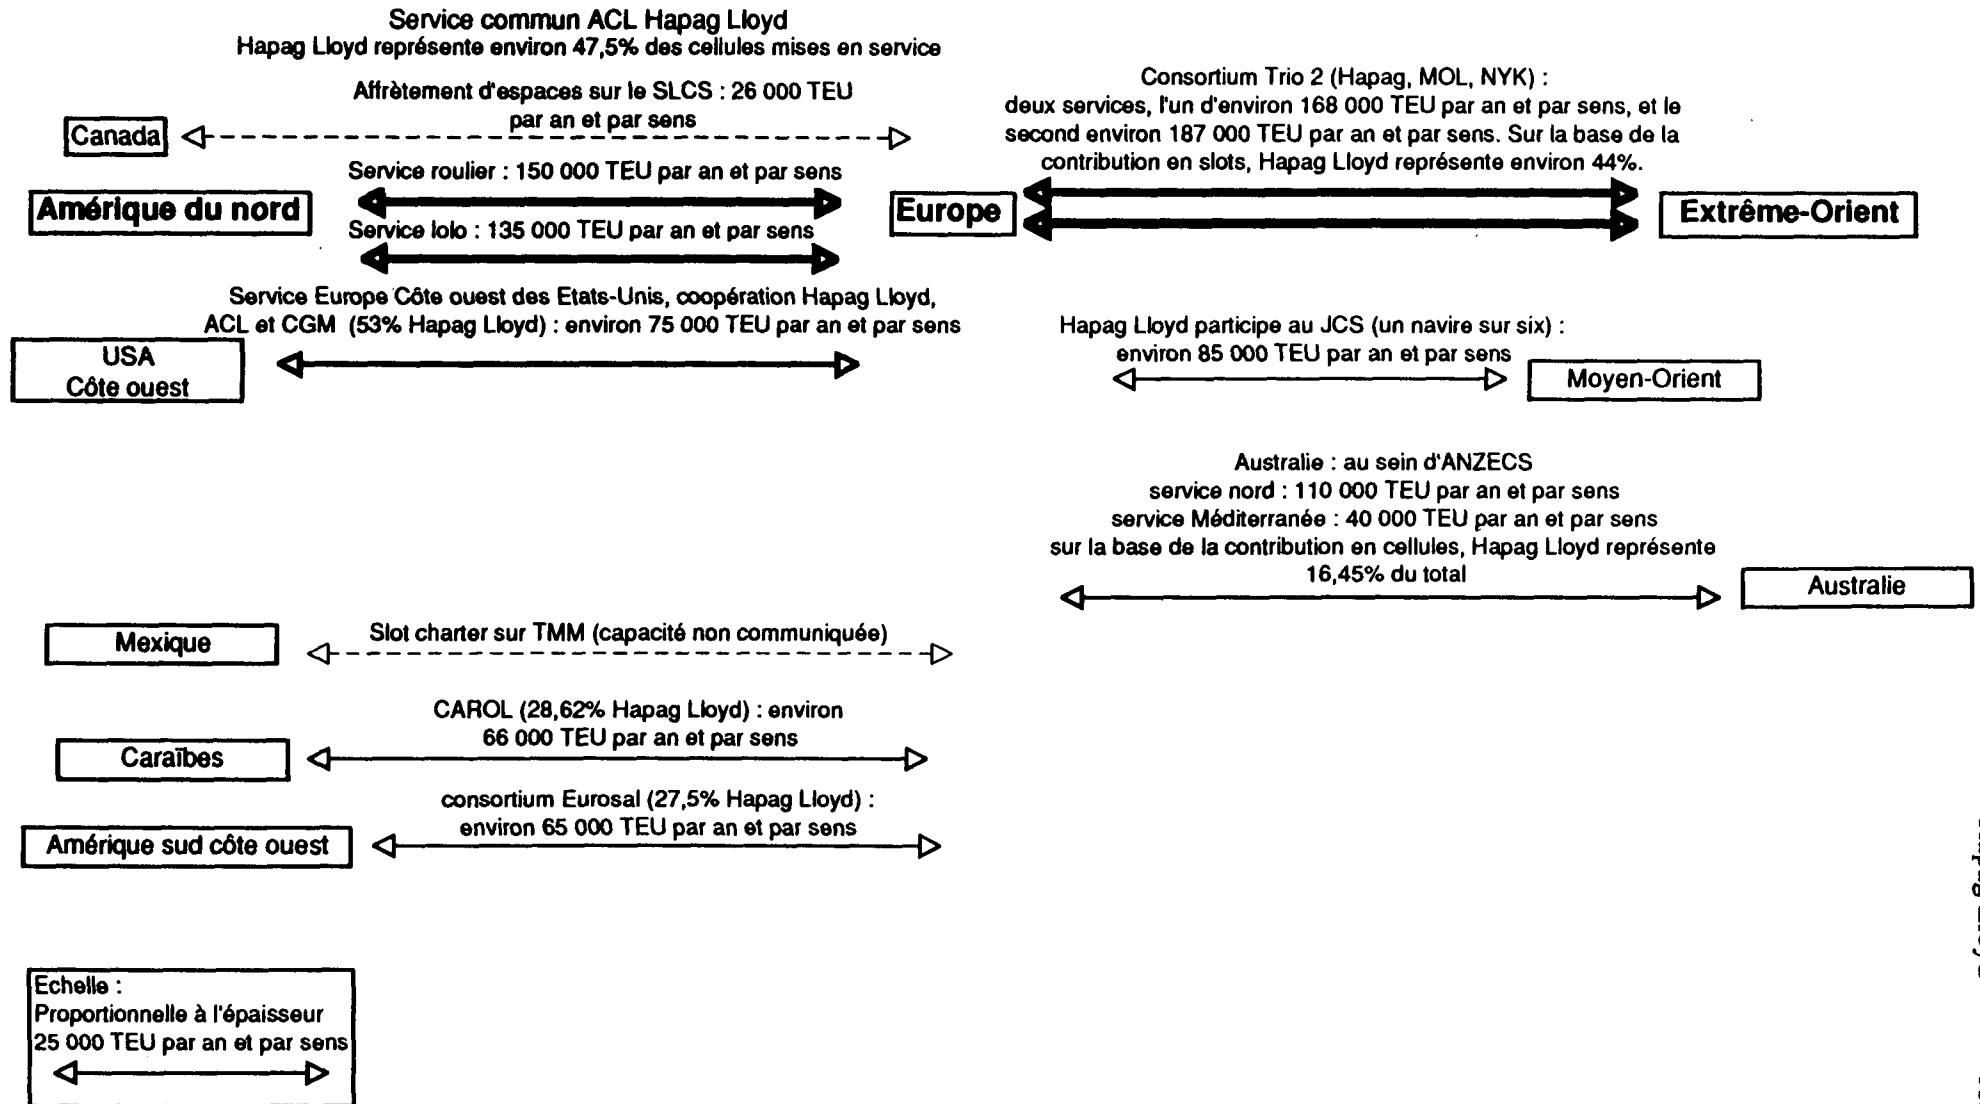 Service commun ACL Hapag Lloyd
Hapag Lloyd représente environ 47,5% des cellules mises en service
Affrètement d'espaces sur le SLCS : 26 000 TEU
par an et par sens
Canada
Service roulier : 150 000 TEU par an et par sens
Amérique du nord
Service lolo : 135 000 TEU par an et par sens
Europe
Consortium Trio 2 (Hapag, MOL, NYK) :
deux services, l'un d'environ 168 000 TEU par an et par sens, et le
second environ 187 000 TEU par an et par sens. Sur la base de la
contribution en slots, Hapag Lloyd représente environ 44%.
Extrême-Orient
Service Europe Côte ouest des Etats-Unis, coopération Hapag Lloyd,
ACL et CGM (53% Hapag Lloyd) : environ 75 000 TEU par an et par sens
USA
Côte ouest
Hapag Lloyd participe au JCS (un navire sur six) :
environ 85 000 TEU par an et par sens
Moyen-Orient
Australie : au sein d'ANZECS
service nord : 110 000 TEU par an et par sens
service Méditerranée : 40 000 TEU par an et par sens
sur la base de la contribution en cellules, Hapag Lloyd représente
16,45% du total
Australie
Mexique
Slot charter sur TMM (capacité non communiquée)
CAROL (28,62% Hapag Lloyd) : environ
66 000 TEU par an et par sens
Caraïbes
consortium Eurosal (27,5% Hapag Lloyd) :
environ 65 000 TEU par an et par sens
Amérique sud côte ouest
Echelle :
Proportionnelle à l'épaisseur
25 000 TEU par an et par sens